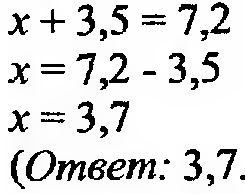 x + 3,5 = 7,2
x = 7,2 - 3,5
x = 3,7
(Ответ: 3,7.